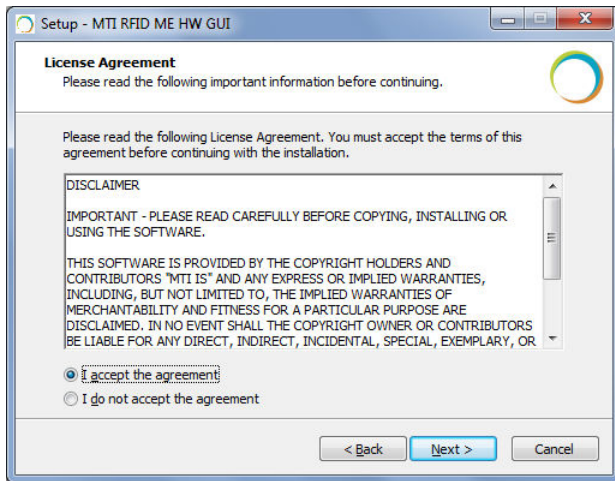 Setup - MTI RFID ME HW GUI
License Agreement
Please read the following important information before continuing.
Please read the following License Agreement. You must accept the terms of this
agreement before continuing with the installation.
DISCLAIMER
IMPORTANT - PLEASE READ CAREFULLY BEFORE COPYING, INSTALLING OR
USING THE SOFTWARE.
THIS SOFTWARE IS PROVIDED BY THE COPYRIGHT HOLDERS AND
CONTRIBUTORS "MTI IS" AND ANY EXPRESS OR IMPLIED WARRANTIES,
INCLUDING, BUT NOT LIMITED TO, THE IMPLIED WARRANTIES OF
MERCHANTABILITY AND FITNESS FOR A PARTICULAR PURPOSE ARE
DISCLAIMED. IN NO EVENT SHALL THE COPYRIGHT OWNER OR CONTRIBUTORS
BE LIABLE FOR ANY DIRECT, INDIRECT, INCIDENTAL, SPECIAL, EXEMPLARY, OR
I accept the agreement
I do not accept the agreement
< Back Next > Cancel